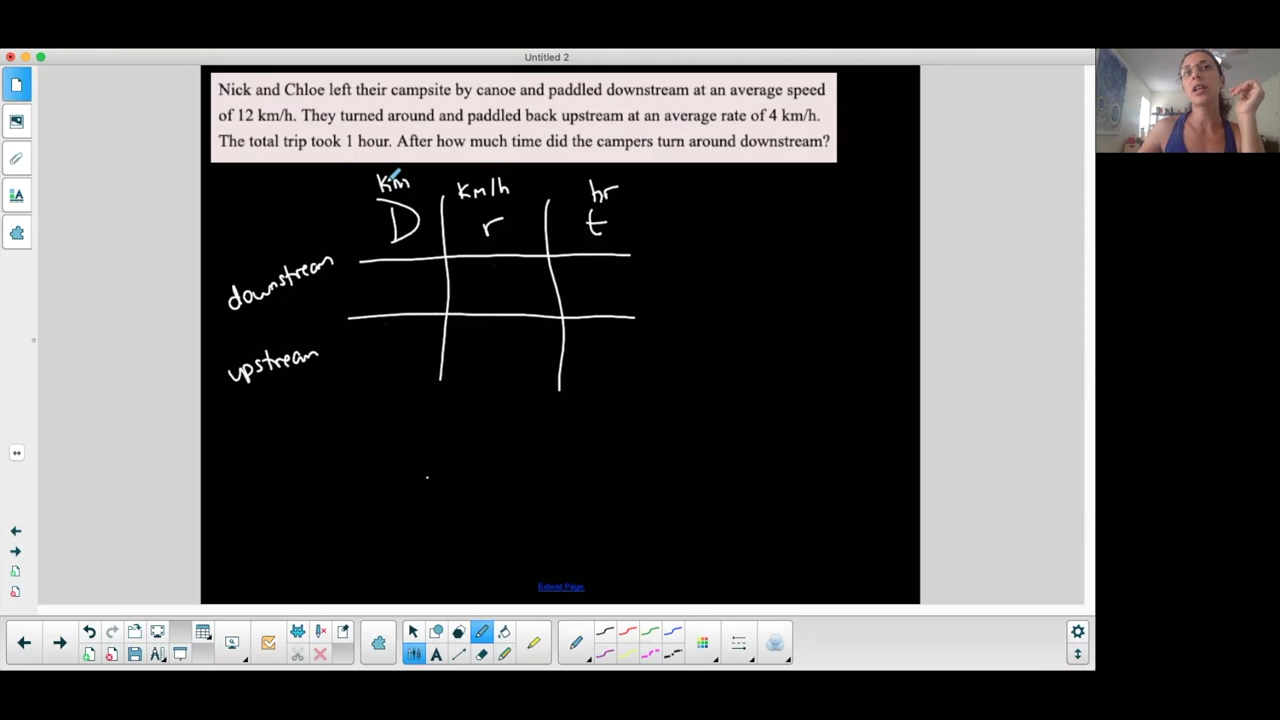 Untitled 2
Nick and Chloe left their campsite by canoe and paddled downstream at an average speed
of 12 km/h. They turned around and paddled back upstream at an average rate of 4 km/h.
The total trip took 1 hour. After how much time did the campers turn around downstream?
km km/h hr
D r t
downstream
upstream
Extend Page